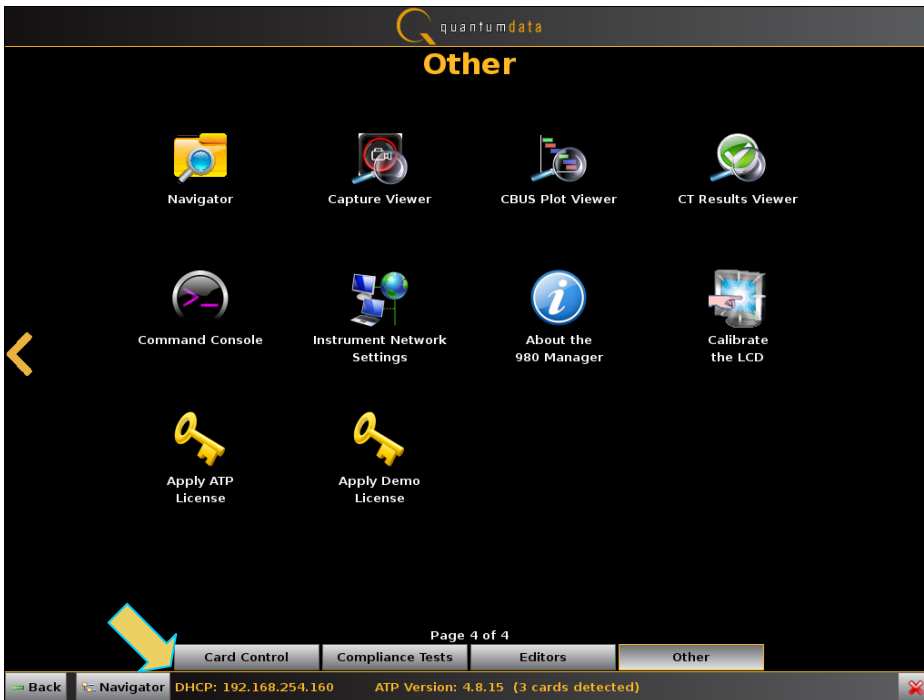 quantumdata
Other
Navigator
Capture Viewer
CBUS Plot Viewer
CT Results Viewer
Command Console
Instrument Network
Settings
About the
980 Manager
Calibrate
the LCD
Apply ATP
License
Apply Demo
License
Page 4 of 4
Card Control
Compliance Tests
Editors
Other
Back
Navigator
DHCP: 192.168.254.160
ATP Version: 4.8.15 (3 cards detected)